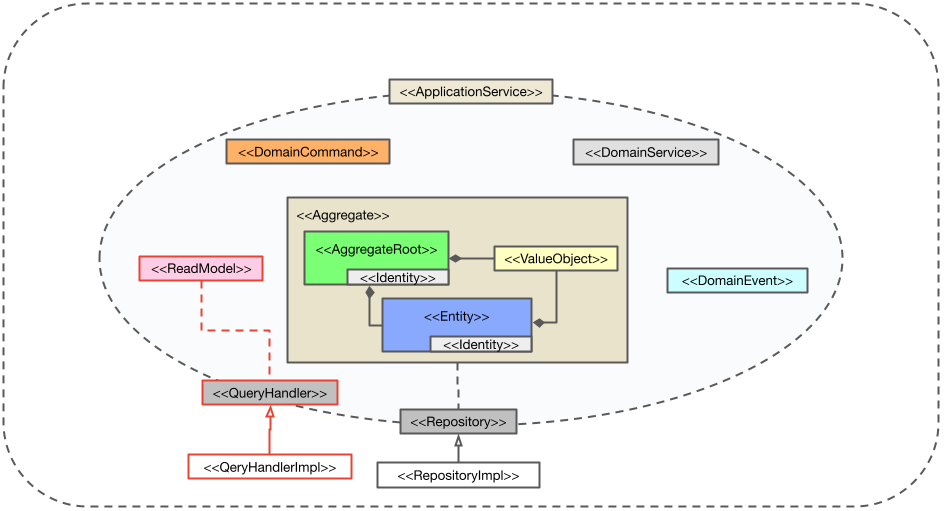 <<ApplicationService>>
<<DomainCommand>>
<<DomainService>>
<<Aggregate>>
<<AggregateRoot>>
<<ValueObject>>
<<ReadModel>>
<<Identity>>
<<DomainEvent>>
<<Entity>>
<<Identity>>
<<QueryHandler>>
<<Repository>>
<<QeryHandlerImpl>>
<<RepositoryImpl>>